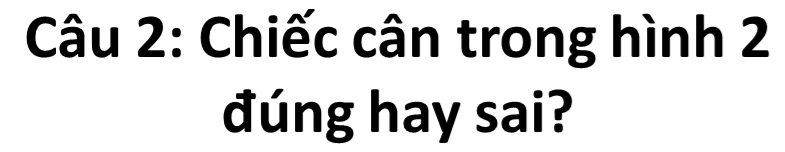 Câu 2: Chiếc cân trong hình 2
đúng hay sai?